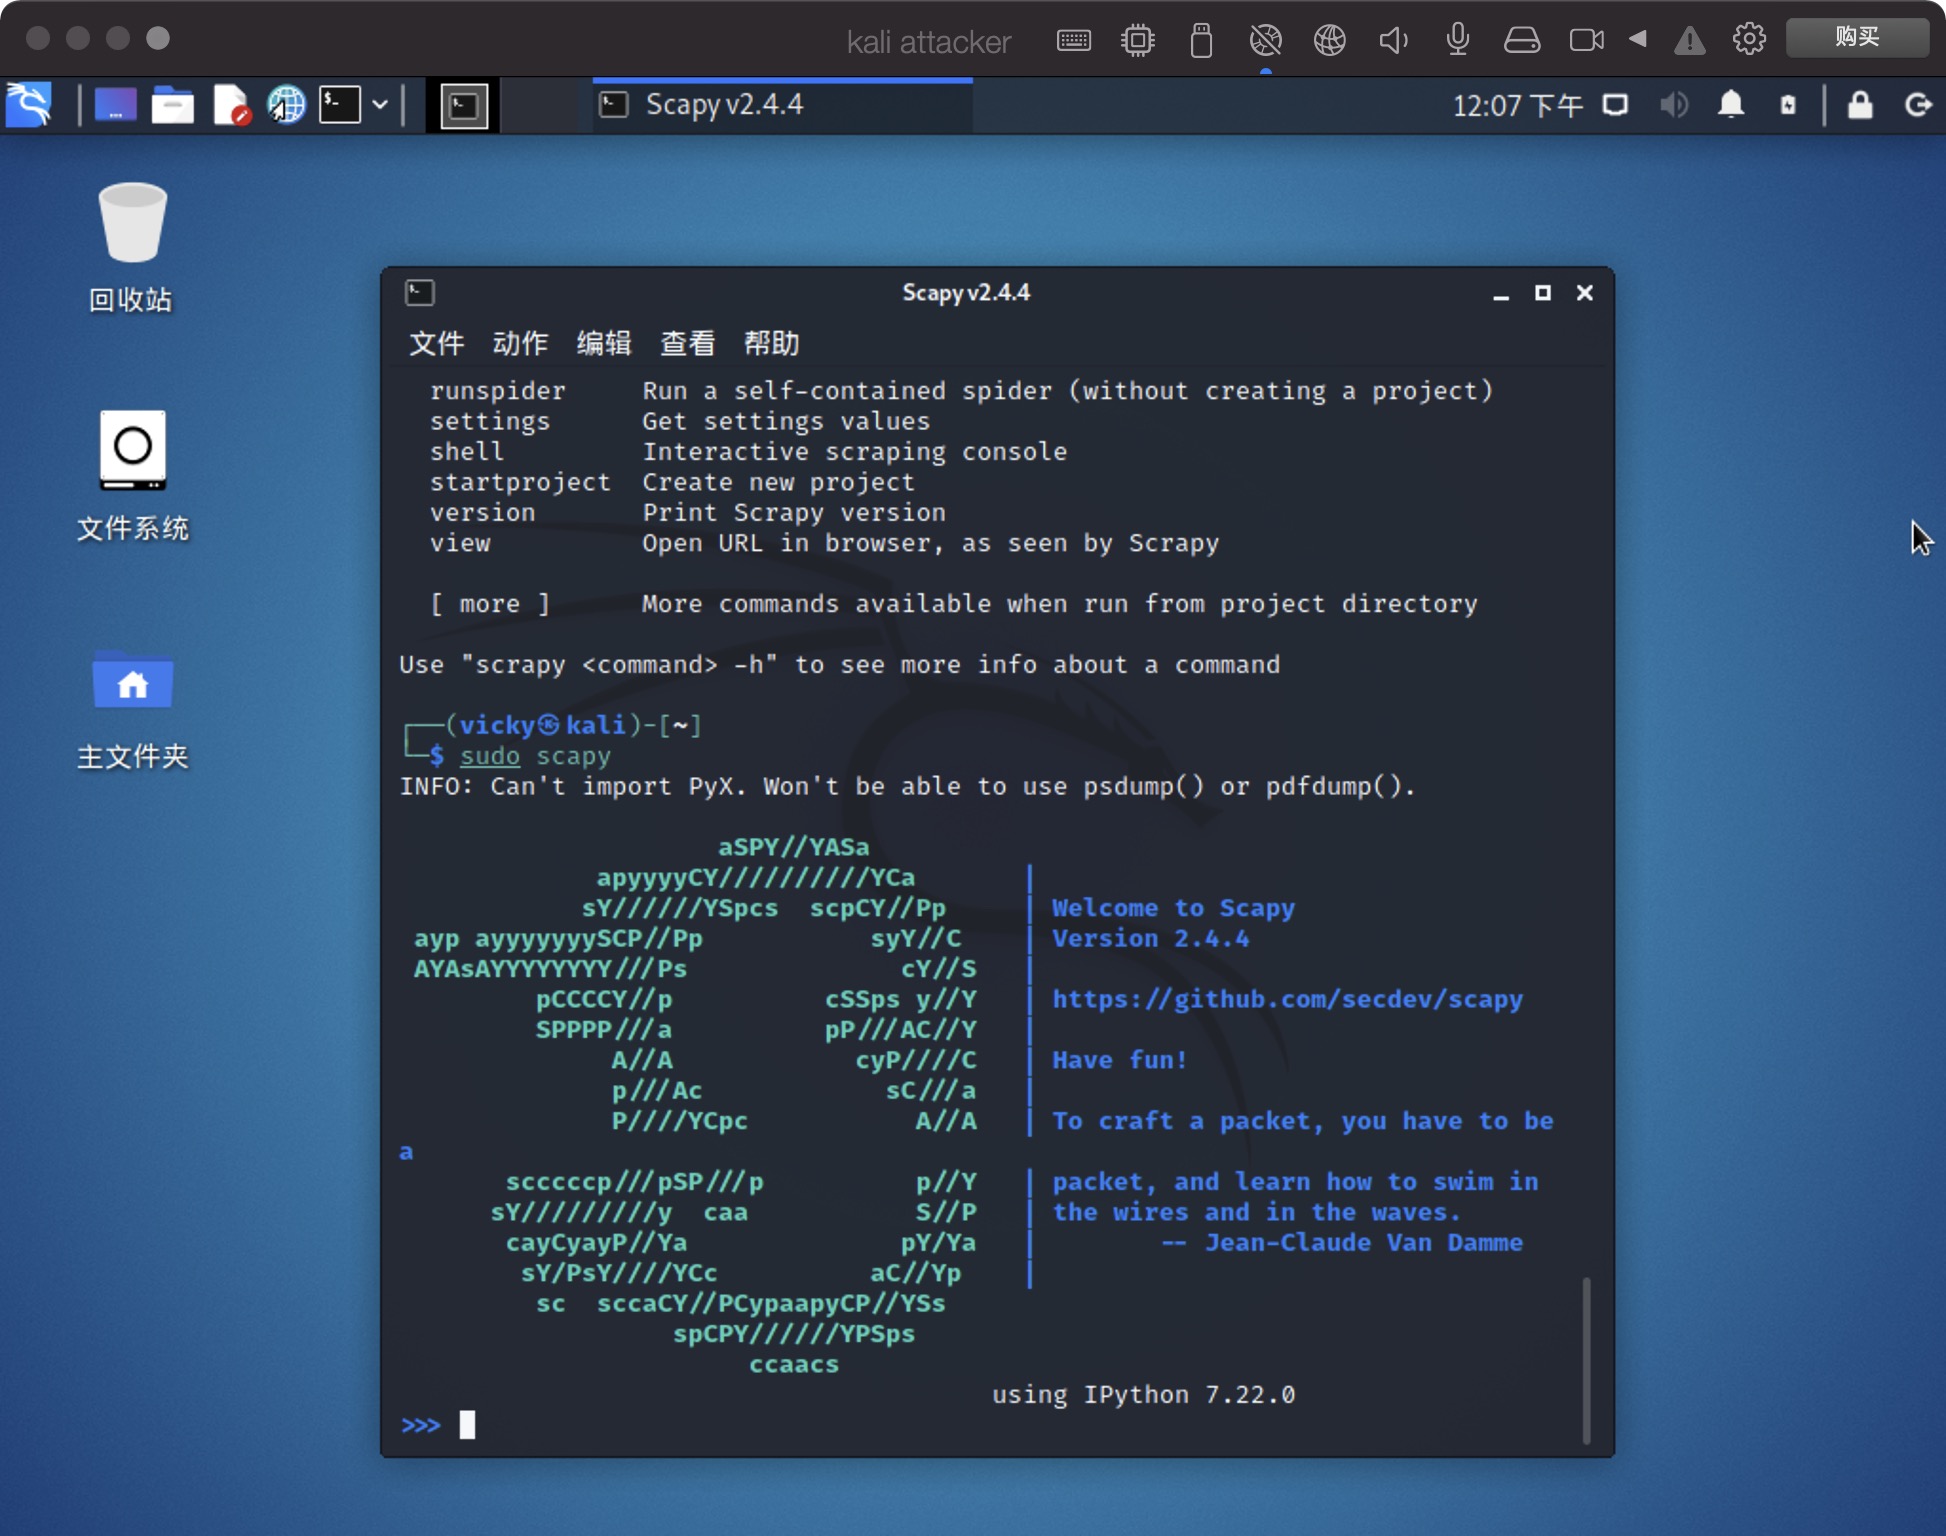 kali attacker
购买
Scapy v2.4.4
12:07 下午
回收站
文件系统
主文件夹
Scapy v2.4.4
文件 动作 编辑 查看 帮助
runspider Run a self-contained spider (without creating a project)
settings Get settings values
shell Interactive scraping console
startproject Create new project
version Print Scrapy version
view Open URL in browser, as seen by Scrapy
[ more ] More commands available when run from project directory
Use "scrapy <command> -h" to see more info about a command
┌──(vicky㉿kali)-[~]
└─$ sudo scapy
INFO: Can't import PyX. Won't be able to use psdump() or pdfdump().
aSPY//YASa
apyyyyCY//////////YCa |
sY//////YSpcs scpCY//Pp | Welcome to Scapy
ayp ayyyyyyySCP//Pp syY//C | Version 2.4.4
AYAsAYYYYYYYY///Ps cY//S |
pCCCCY//p cSSps y//Y | https://github.com/secdev/scapy
SPPPP///a pP///AC//Y |
A//A cyP////C | Have fun!
p///Ac sC///a |
P////YCpc A//A | To craft a packet, you have to be
a
scccccp///pSP///p p//Y | packet, and learn how to swim in
sY/////////y caa S//P | the wires and in the waves.
cayCyayP//Ya pY/Ya | -- Jean-Claude Van Damme
sY/PsY////YCc aC//Yp |
sc sccaCY//PCypaapyCP//YSs
spCPY//////YPSps
ccaacs
using IPython 7.22.0
>>>